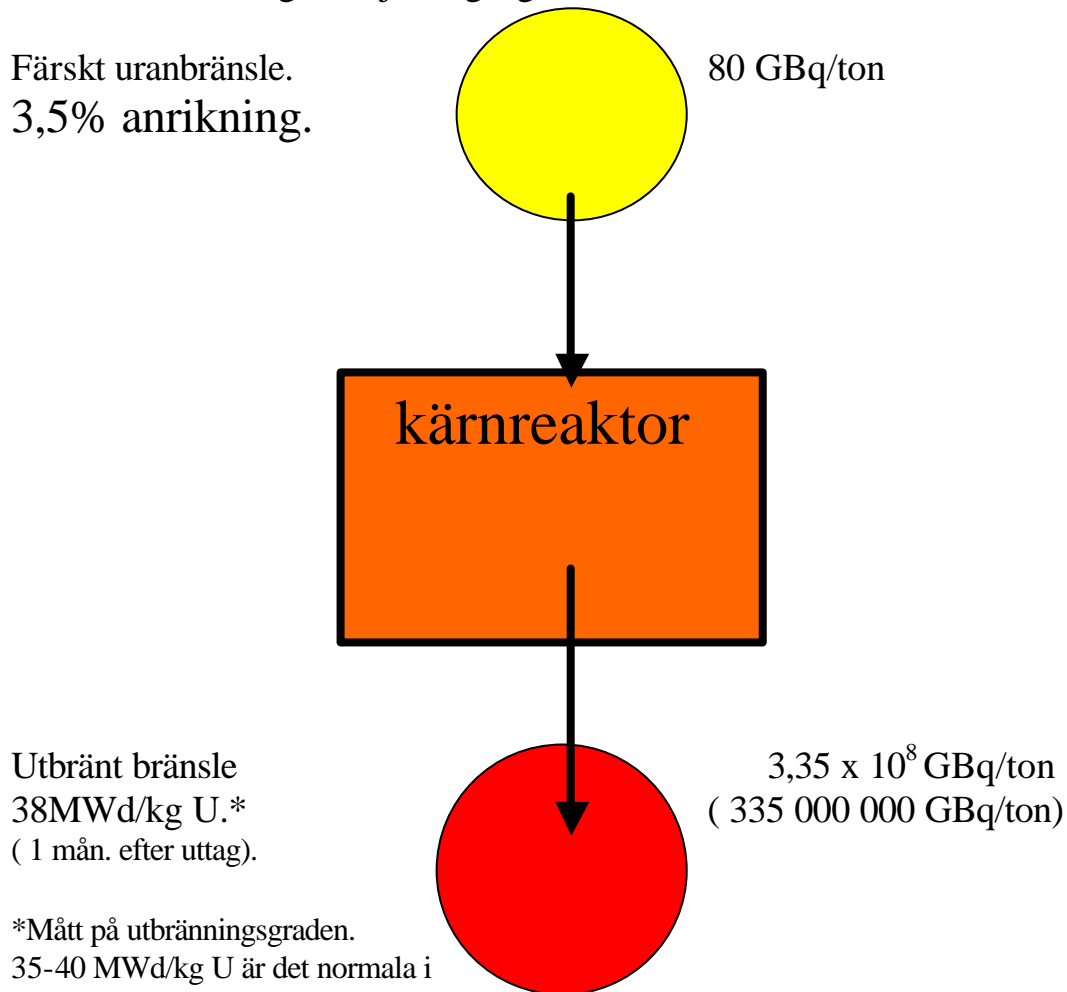 Färskt uranbränsle.
80 GBq/ton
3,5% anrikning.
kärnreaktor
Utbränt bränsle
3,35 x 10⁸ GBq/ton
38MWd/kg U.*
( 335 000 000 GBq/ton)
( 1 mån. efter uttag).
*Mått på utbränningsgraden.
35-40 MWd/kg U är det normala i